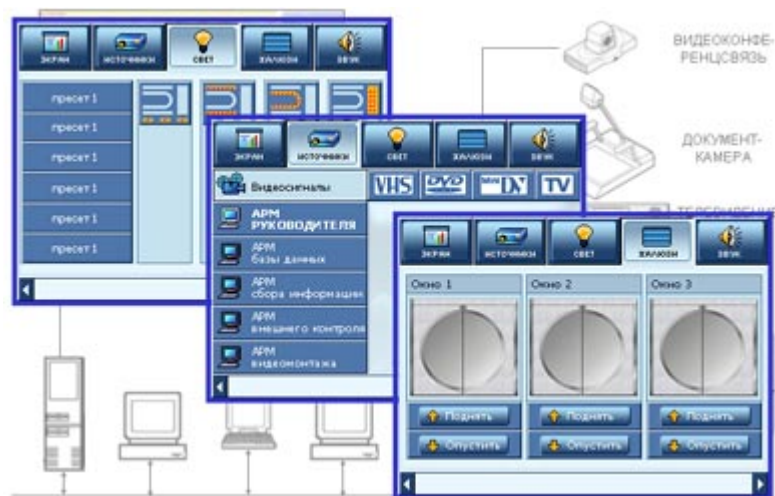 ЭКРАН ИСТОЧНИКИ СВЕТ ЖАЛЮЗИ ЗВУК
пресет 1
пресет 1
пресет 1
пресет 1
пресет 1
пресет 1
ЭКРАН ИСТОЧНИКИ СВЕТ ЖАЛЮЗИ ЗВУК
Видеосигналы VHS DVD Mini DV TV
АРМ
РУКОВОДИТЕЛЯ
АРМ
базы данных
АРМ
сбора информации
АРМ
внешнего контроля
АРМ
видеомонтажа
ЭКРАН ИСТОЧНИКИ СВЕТ ЖАЛЮЗИ ЗВУК
Окно 1 Окно 2 Окно 3
Поднять Поднять Поднять
Опустить Опустить Опустить
ВИДЕОКОНФЕ-
РЕНЦСВЯЗЬ
ДОКУМЕНТ-
КАМЕРА
ТЕЛЕВИДЕНИЕ